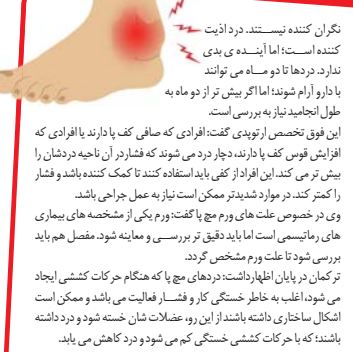 نگران کننده نیستند. درد اذیت
کننده است؛ اما آینده ی بدی
ندارد. دردها تا دو ماه می توانند
با دارو آرام شوند؛ اما اگر بیش تر از دو ماه به
طول انجامید نیاز به بررسی است.
این فوق تخصص ارتوپدی گفت: افرادی که صافی کف پا دارند یا افرادی که
افزایش قوس کف پا دارند، دچار درد می شوند که فشار در آن ناحیه دردشان را
بیش تر می کند. این افراد از کفی باید استفاده کنند تا کمک کننده باشد و فشار
را کمتر کند. در موارد شدیدتر ممکن است نیاز به عمل جراحی باشد.
وی در خصوص علت های ورم مچ پا گفت: ورم یکی از مشخصه های بیماری
های رماتیسمی است اما باید دقیق تر بررسی و معاینه شود. مفصل هم باید
بررسی شود تا علت ورم مشخص گردد.
ترکمان در پایان اظهار داشت: دردهای مچ پا که هنگام حرکات کششی ایجاد
می شود، اغلب به خاطر خستگی کار و فشار فعالیت می باشد و ممکن است
اشکال ساختاری داشته باشند از این رو، عضلات شان خسته شود و درد داشته
باشند؛ که با حرکات کششی خستگی کم می شود و درد کاهش می یابد.